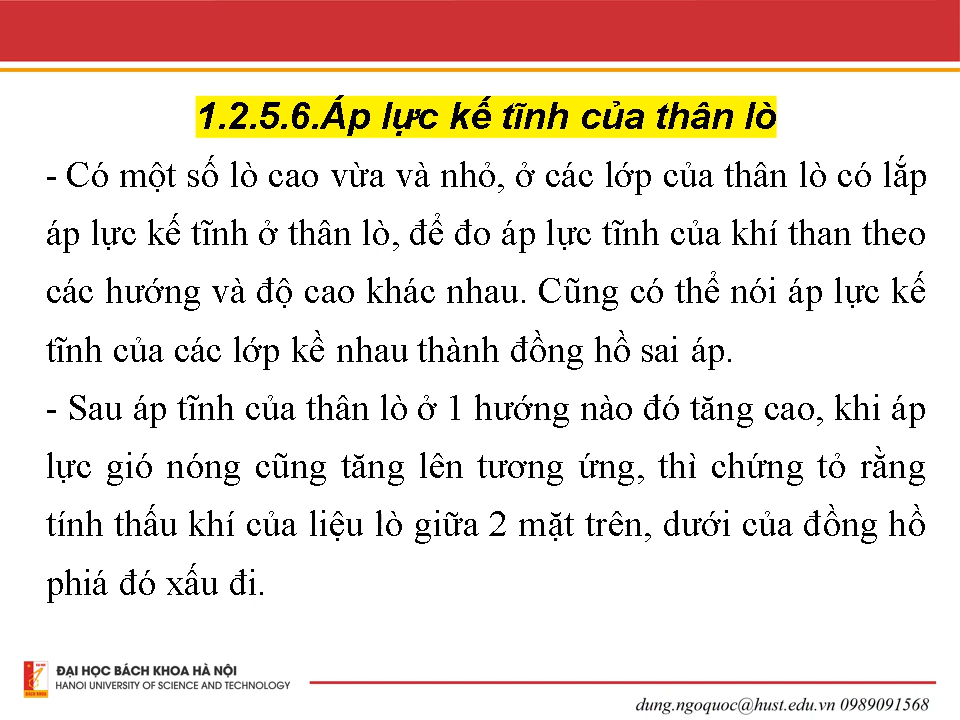 1.2.5.6.Áp lực kế tĩnh của thân lò
- Có một số lò cao vừa và nhỏ, ở các lớp của thân lò có lắp
áp lực kế tĩnh ở thân lò, để đo áp lực tĩnh của khí than theo
các hướng và độ cao khác nhau. Cũng có thể nói áp lực kế
tĩnh của các lớp kề nhau thành đồng hồ sai áp.
- Sau áp tĩnh của thân lò ở 1 hướng nào đó tăng cao, khi áp
lực gió nóng cũng tăng lên tương ứng, thì chứng tỏ rằng
tính thấu khí của liệu lò giữa 2 mặt trên, dưới của đồng hồ
phiá đó xấu đi.
ĐẠI HỌC BÁCH KHOA HÀ NỘI
HANOI UNIVERSITY OF SCIENCE AND TECHNOLOGY
dung.ngoquoc@hust.edu.vn 0989091568